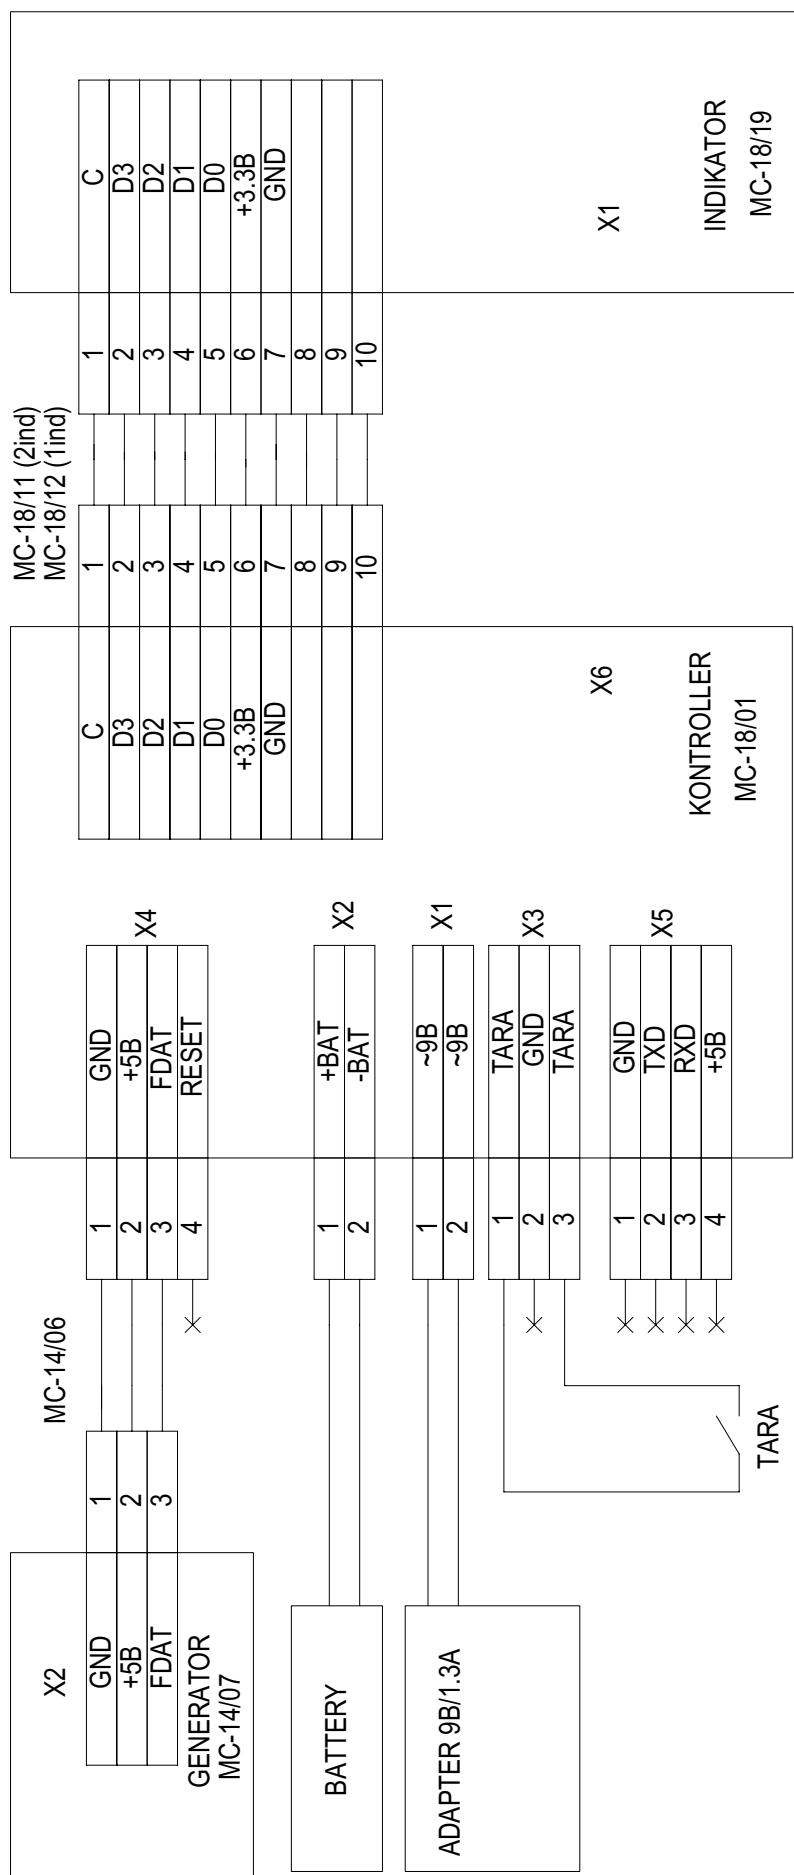 X2
GND
+5B
FDAT
GENERATOR
MC-14/07
1
2
3
MC-14/06
1
2
3
4
GND
+5B
FDAT
RESET
X4
BATTERY
1
2
+BAT
-BAT
X2
ADAPTER 9B/1.3A
1
2
~9B
~9B
X1
1
2
3
TARA
GND
TARA
X3
TARA
1
2
3
4
GND
TXD
RXD
+5B
X5
C
D3
D2
D1
D0
+3.3B
GND
X6
KONTROLLER
MC-18/01
1
2
3
4
5
6
7
8
9
10
MC-18/11 (2ind)
MC-18/12 (1ind)
1
2
3
4
5
6
7
8
9
10
C
D3
D2
D1
D0
+3.3B
GND
X1
INDIKATOR
MC-18/19